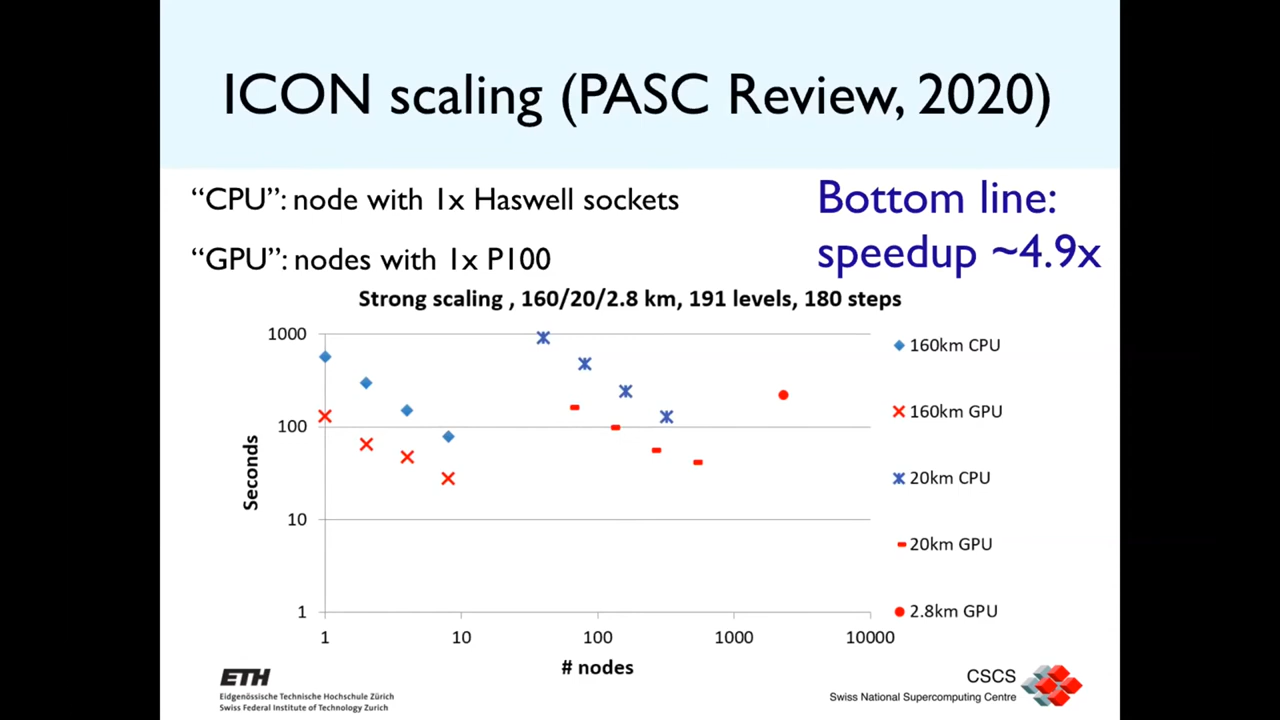 ICON scaling (PASC Review, 2020)
“CPU”: node with 1x Haswell sockets
“GPU”: nodes with 1x P100
Bottom line:
speedup ~4.9x
Strong scaling , 160/20/2.8 km, 191 levels, 180 steps
Seconds
1000
100
10
1
1
10
100
1000
10000
# nodes
160km CPU
160km GPU
20km CPU
20km GPU
2.8km GPU
ETH
Eidgenössische Technische Hochschule Zürich
Swiss Federal Institute of Technology Zurich
CSCS
Swiss National Supercomputing Centre